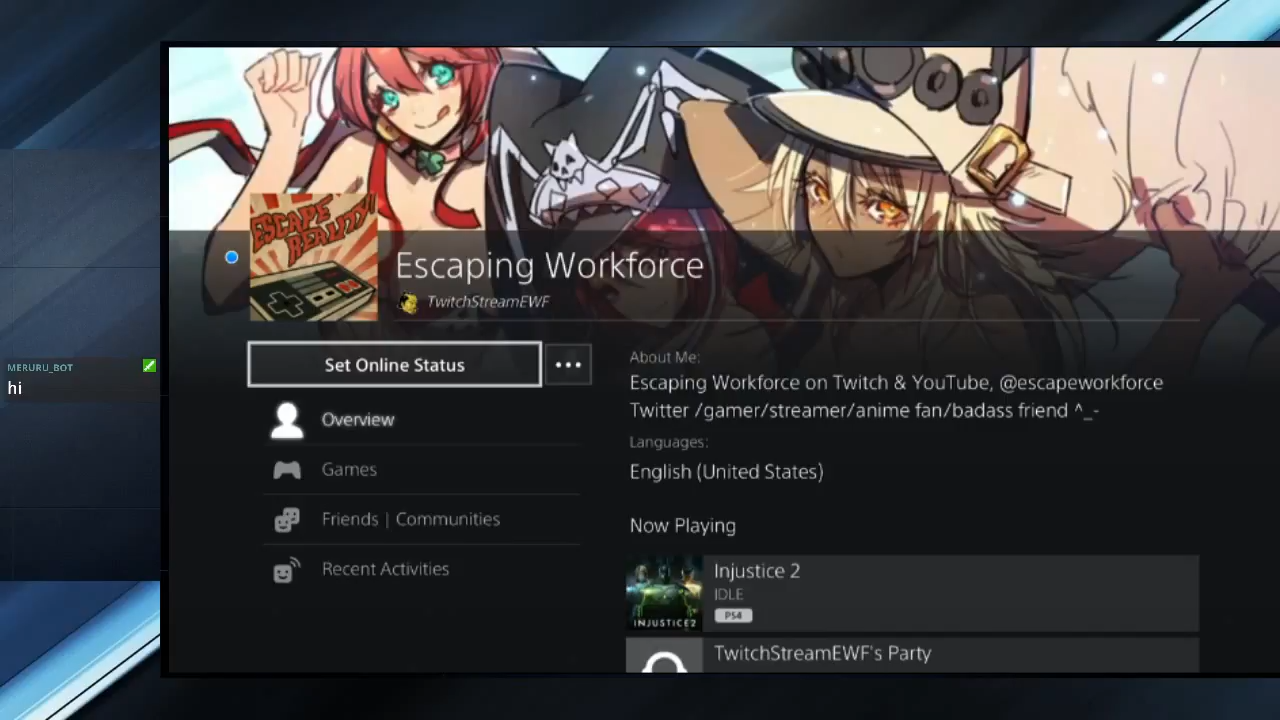 ESCAPE
REALITY!
Escaping Workforce
TwitchStreamEWF
Set Online Status
MERURU_BOT
hi
Overview
Games
Friends | Communities
Recent Activities
About Me:
Escaping Workforce on Twitch & YouTube, @escapeworkforce
Twitter /gamer/streamer/anime fan/badass friend ^_-
Languages:
English (United States)
Now Playing
INJUSTICE2
Injustice 2
IDLE
PS4
TwitchStreamEWF's Party